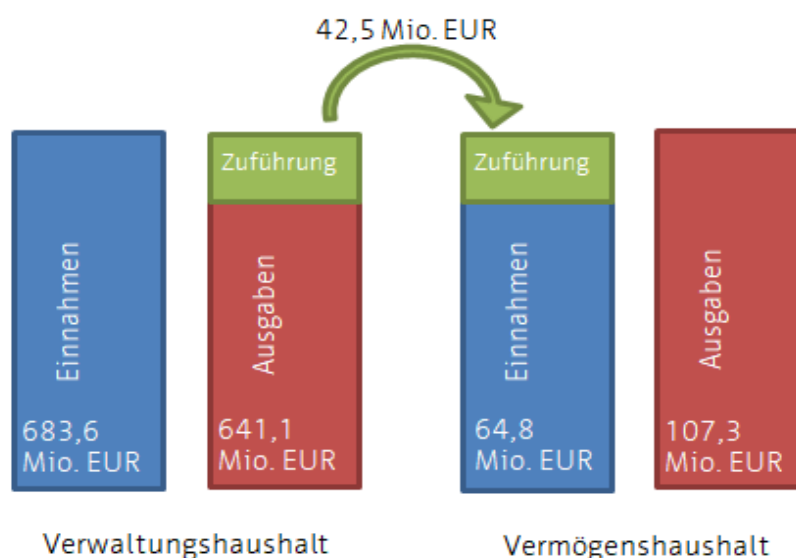 42,5 Mio. EUR
Zuführung
Zuführung
Einnahmen
Ausgaben
Einnahmen
Ausgaben
683,6
Mio. EUR
641,1
Mio. EUR
64,8
Mio. EUR
107,3
Mio. EUR
Verwaltungshaushalt
Vermögenshaushalt